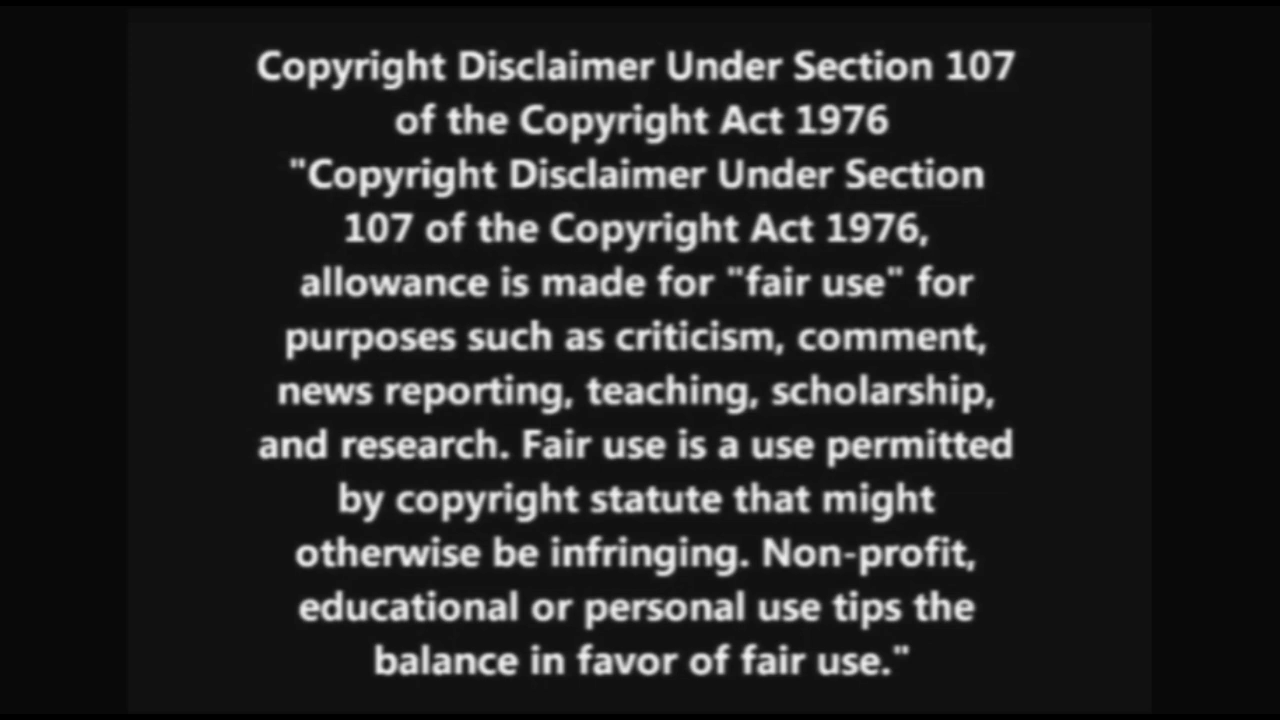 Copyright Disclaimer Under Section 107
of the Copyright Act 1976
"Copyright Disclaimer Under Section
107 of the Copyright Act 1976,
allowance is made for "fair use" for
purposes such as criticism, comment,
news reporting, teaching, scholarship,
and research. Fair use is a use permitted
by copyright statute that might
otherwise be infringing. Non-profit,
educational or personal use tips the
balance in favor of fair use."